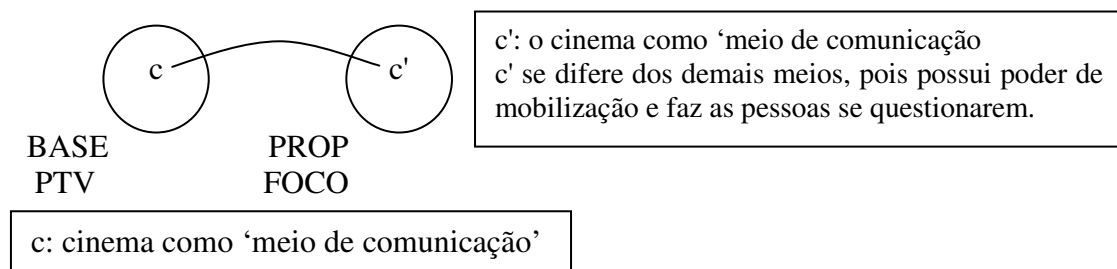 c
c'
c': o cinema como ‘meio de comunicação
c' se difere dos demais meios, pois possui poder de
mobilização e faz as pessoas se questionarem.
BASE
PTV
PROP
FOCO
c: cinema como ‘meio de comunicação’